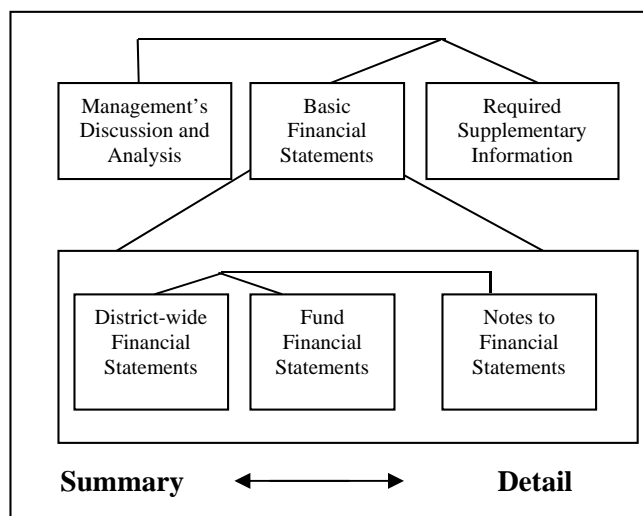 Management’s
Discussion and
Analysis
Basic
Financial
Statements
Required
Supplementary
Information
District-wide
Financial
Statements
Fund
Financial
Statements
Notes to
Financial
Statements
Summary
Detail